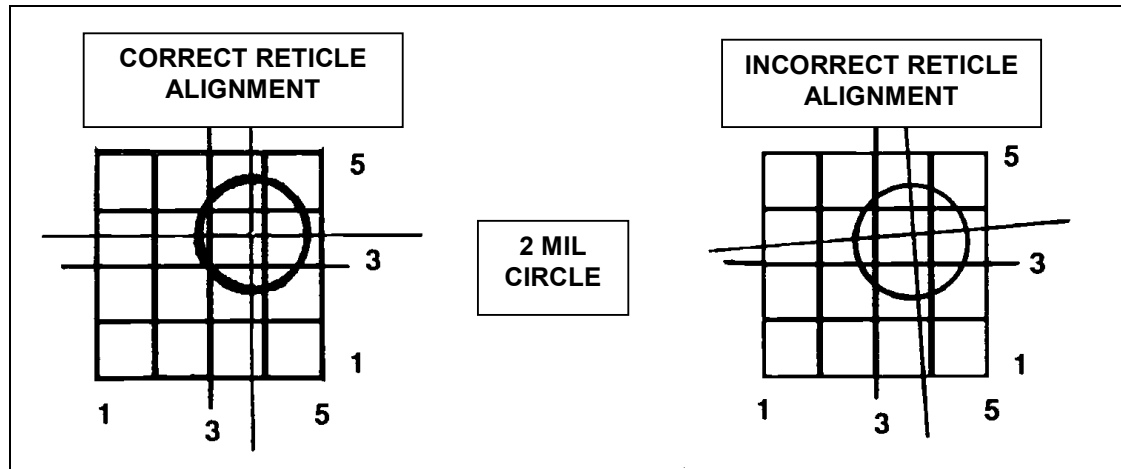 CORRECT RETICLE
ALIGNMENT
5
3
1
1
3
5
2 MIL
CIRCLE
INCORRECT RETICLE
ALIGNMENT
5
3
1
1
3
5